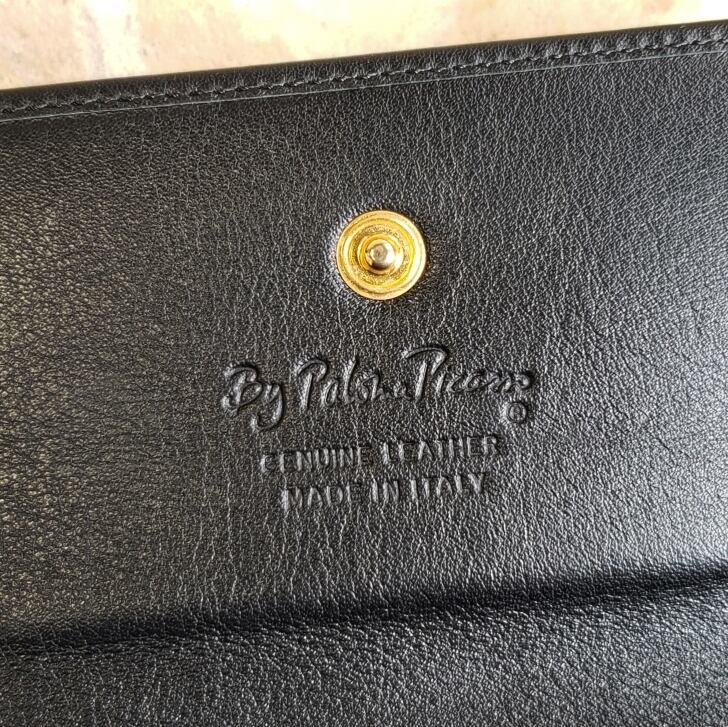 By Paloma Picasso ®
GENUINE LEATHER
MADE IN ITALY